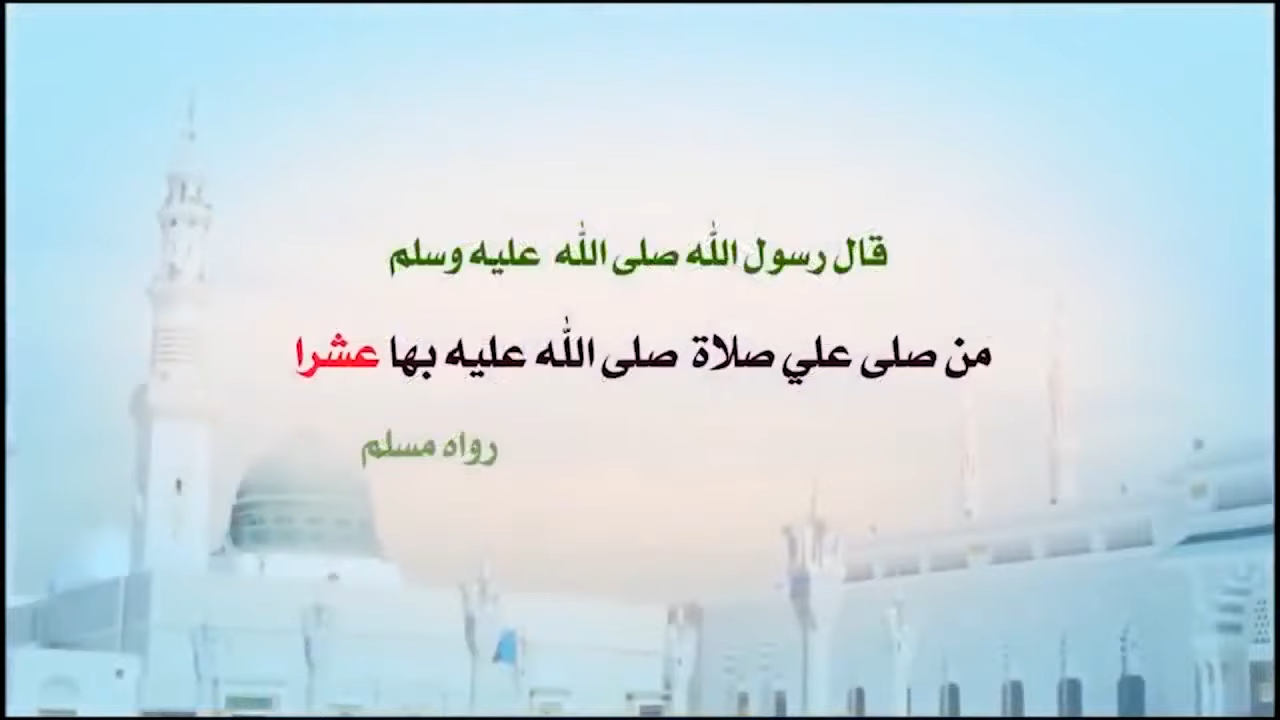 قال رسول الله صلى الله عليه وسلم
من صلى علي صلاة صلى الله عليه بها عشرا
رواه مسلم